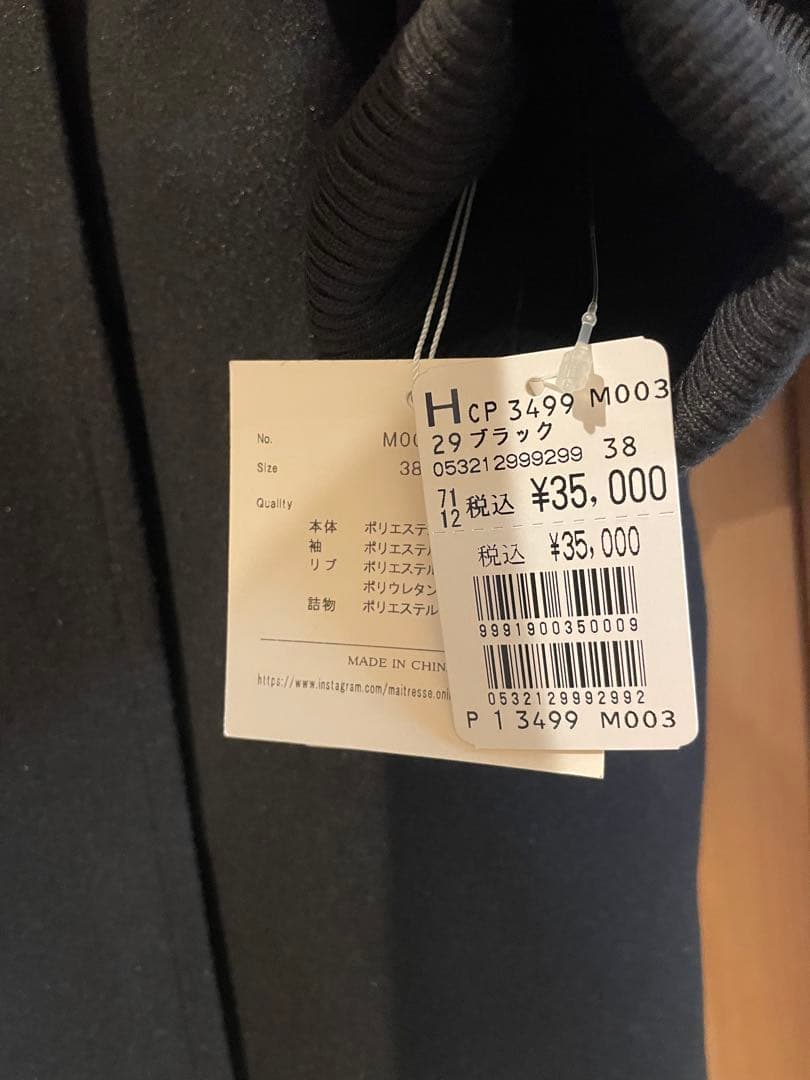 No.
Size 38
Quality
本体 ポリエステ
袖 ポリエステル
リブ ポリエステル
ポリウレタン
詰物 ポリエステル
MADE IN CHIN
https://www.instagram.com/maitresse.onl
H CP 3499 M003
29 ブラック
053212999299 38
71
12 税込 ¥35,000
税込 ¥35,000
9991900350009
0532129992992
P 1 3499 M003